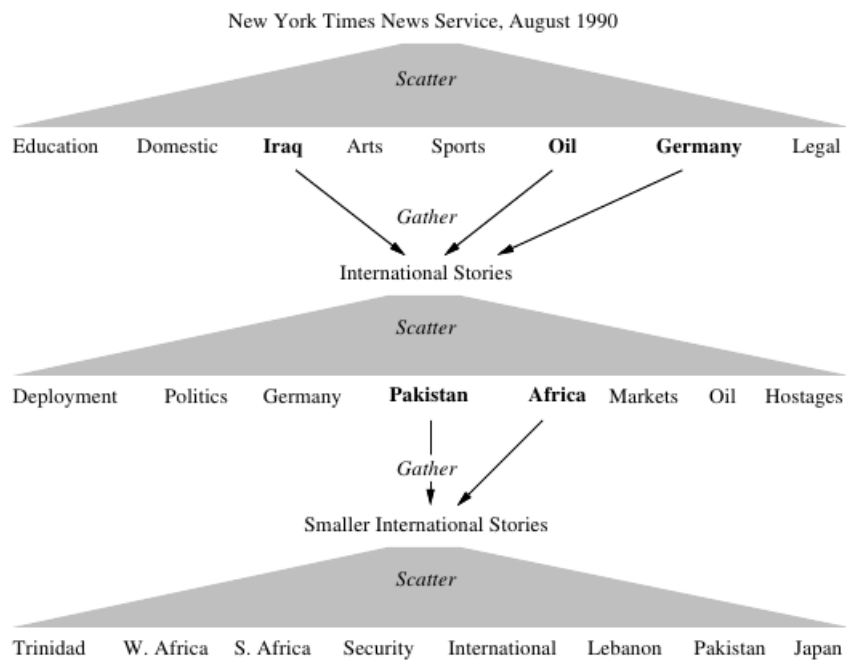 New York Times News Service, August 1990
Scatter
Education Domestic Iraq Arts Sports Oil Germany Legal
Gather
International Stories
Scatter
Deployment Politics Germany Pakistan Africa Markets Oil Hostages
Gather
Smaller International Stories
Scatter
Trinidad W. Africa S. Africa Security International Lebanon Pakistan Japan